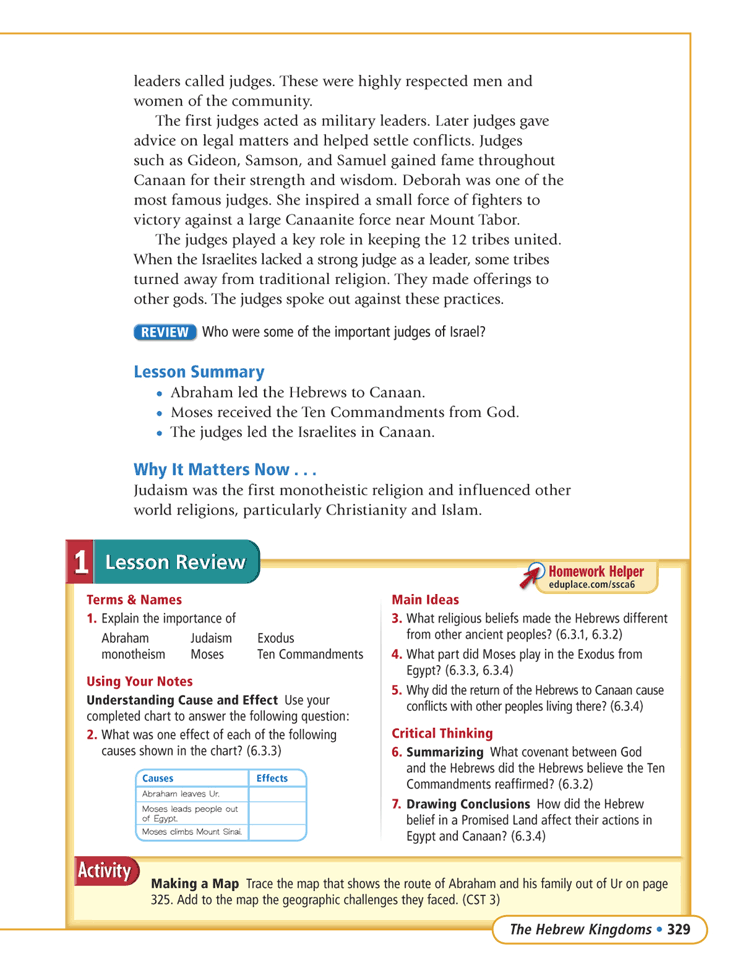 leaders called judges. These were highly respected men and
women of the community.
The first judges acted as military leaders. Later judges gave
advice on legal matters and helped settle conflicts. Judges
such as Gideon, Samson, and Samuel gained fame throughout
Canaan for their strength and wisdom. Deborah was one of the
most famous judges. She inspired a small force of fighters to
victory against a large Canaanite force near Mount Tabor.
The judges played a key role in keeping the 12 tribes united.
When the Israelites lacked a strong judge as a leader, some tribes
turned away from traditional religion. They made offerings to
other gods. The judges spoke out against these practices.
REVIEW Who were some of the important judges of Israel?
Lesson Summary
• Abraham led the Hebrews to Canaan.
• Moses received the Ten Commandments from God.
• The judges led the Israelites in Canaan.
Why It Matters Now . . .
Judaism was the first monotheistic religion and influenced other
world religions, particularly Christianity and Islam.
1 Lesson Review
Homework Helper
eduplace.com/ssca6
Terms & Names
1. Explain the importance of
Abraham Judaism Exodus
monotheism Moses Ten Commandments
Using Your Notes
Understanding Cause and Effect Use your
completed chart to answer the following question:
2. What was one effect of each of the following
causes shown in the chart? (6.3.3)
Causes Effects
Abraham leaves Ur.
Moses leads people out
of Egypt.
Moses climbs Mount Sinai.
Main Ideas
3. What religious beliefs made the Hebrews different
from other ancient peoples? (6.3.1, 6.3.2)
4. What part did Moses play in the Exodus from
Egypt? (6.3.3, 6.3.4)
5. Why did the return of the Hebrews to Canaan cause
conflicts with other peoples living there? (6.3.4)
Critical Thinking
6. Summarizing What covenant between God
and the Hebrews did the Hebrews believe the Ten
Commandments reaffirmed? (6.3.2)
7. Drawing Conclusions How did the Hebrew
belief in a Promised Land affect their actions in
Egypt and Canaan? (6.3.4)
Activity
Making a Map Trace the map that shows the route of Abraham and his family out of Ur on page
325. Add to the map the geographic challenges they faced. (CST 3)
The Hebrew Kingdoms • 329